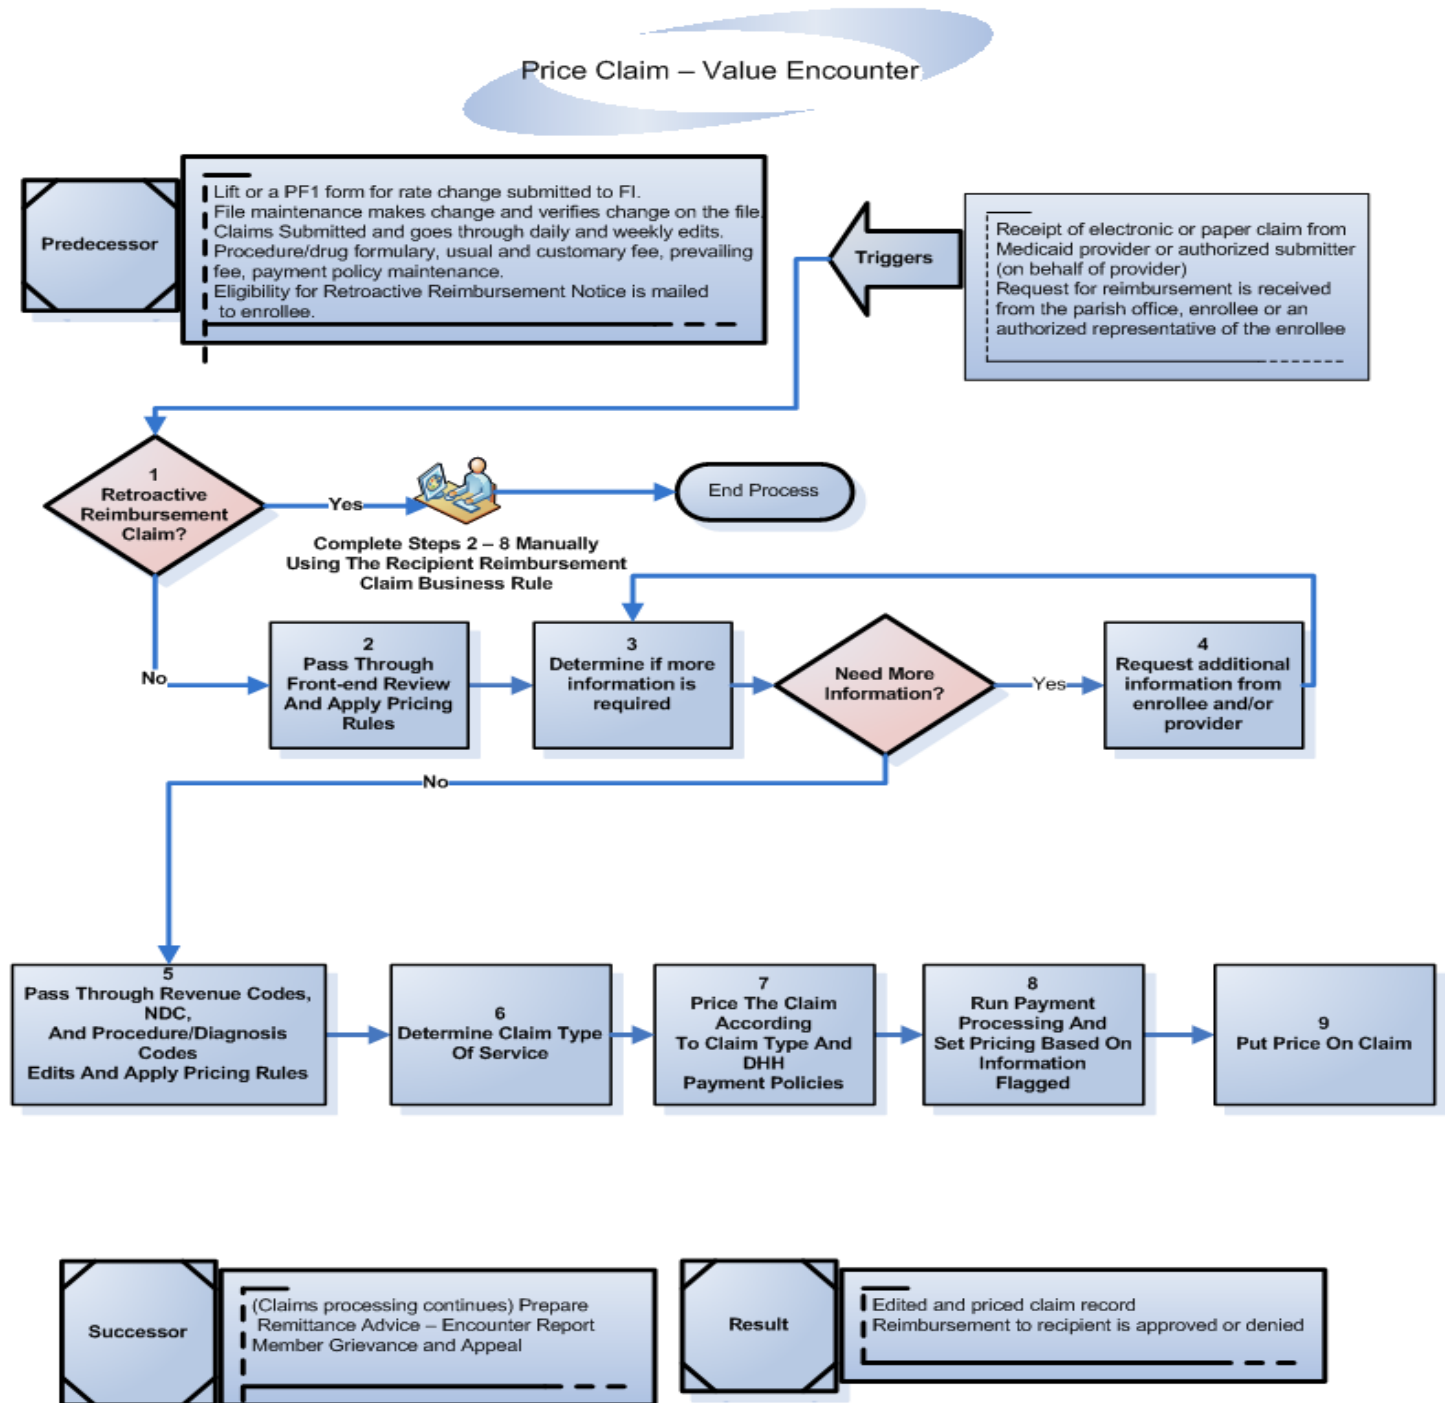 Price Claim – Value Encounter
Predecessor
Lift or a PF1 form for rate change submitted to FI.
File maintenance makes change and verifies change on the file.
Claims Submitted and goes through daily and weekly edits.
Procedure/drug formulary, usual and customary fee, prevailing
fee, payment policy maintenance.
Eligibility for Retroactive Reimbursement Notice is mailed
to enrollee.
Triggers
Receipt of electronic or paper claim from
Medicaid provider or authorized submitter
(on behalf of provider)
Request for reimbursement is received
from the parish office, enrollee or an
authorized representative of the enrollee
1
Retroactive
Reimbursement
Claim?
Yes
Complete Steps 2 – 8 Manually
Using The Recipient Reimbursement
Claim Business Rule
End Process
No
2
Pass Through
Front-end Review
And Apply Pricing
Rules
3
Determine if more
information is
required
Need More
Information?
Yes
4
Request additional
information from
enrollee and/or
provider
No
5
Pass Through Revenue Codes,
NDC,
And Procedure/Diagnosis
Codes
Edits And Apply Pricing Rules
6
Determine Claim Type
Of Service
7
Price The Claim
According
To Claim Type And
DHH
Payment Policies
8
Run Payment
Processing And
Set Pricing Based On
Information
Flagged
9
Put Price On Claim
Successor
(Claims processing continues) Prepare
Remittance Advice – Encounter Report
Member Grievance and Appeal
Result
Edited and priced claim record
Reimbursement to recipient is approved or denied